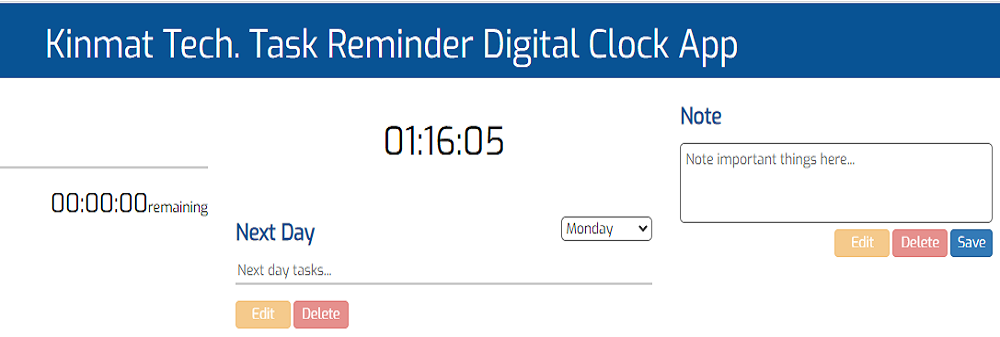 Kinmat Tech. Task Reminder Digital Clock App
00:00:00remaining
01:16:05
Next Day
Monday
Next day tasks...
Edit Delete
Note
Note important things here...
Edit Delete Save